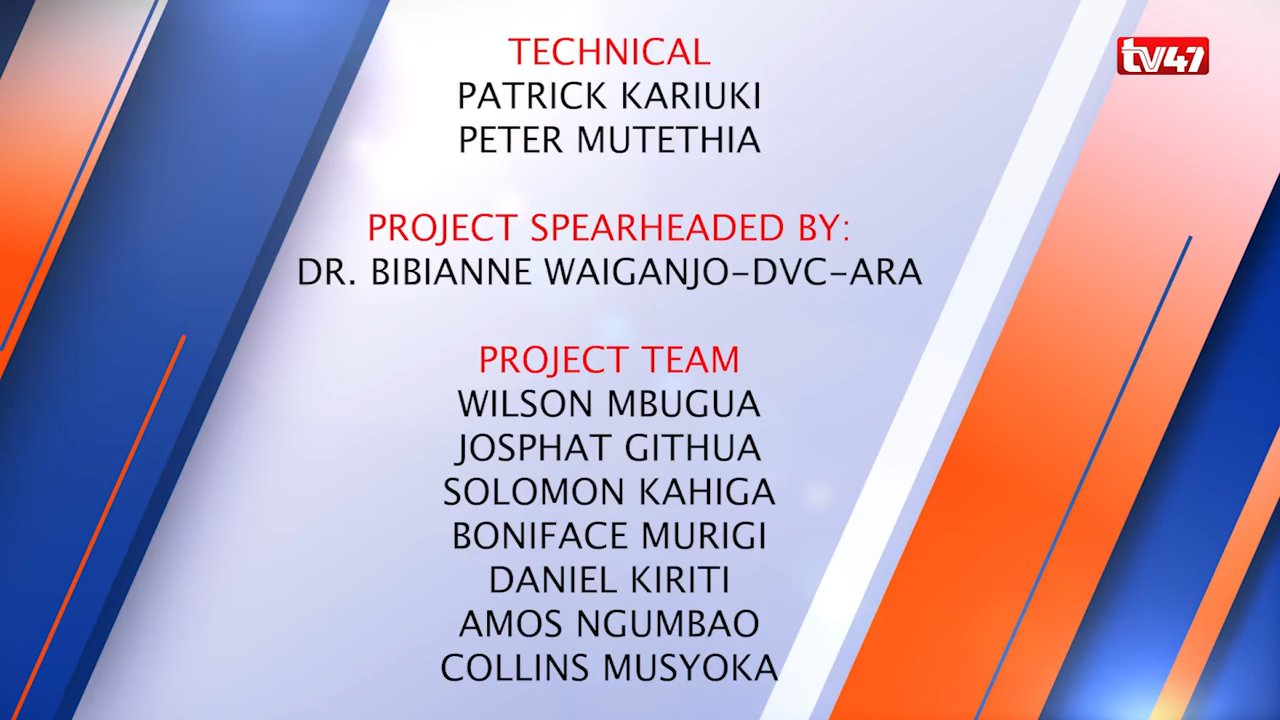 TECHNICAL
tv47
PATRICK KARIUKI
PETER MUTETHIA
PROJECT SPEARHEADED BY:
DR. BIBIANNE WAIGANJO-DVC-ARA
PROJECT TEAM
WILSON MBUGUA
JOSPHAT GITHUA
SOLOMON KAHIGA
BONIFACE MURIGI
DANIEL KIRITI
AMOS NGUMBAO
COLLINS MUSYOKA